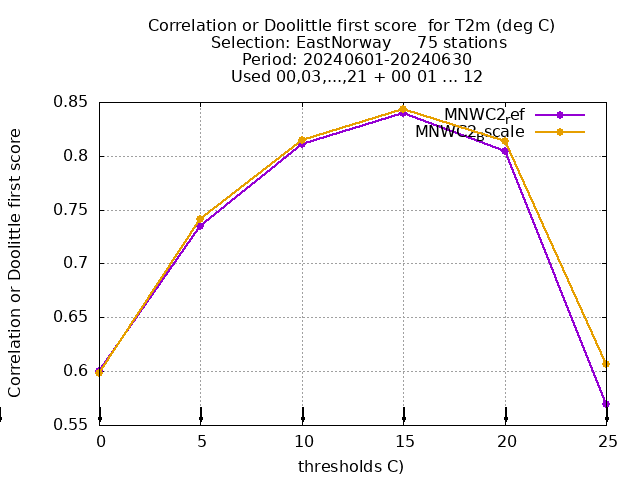 Correlation or Doolittle first score  for T2m (deg C)
Selection: EastNorway     75 stations
Period: 20240601-20240630
Used 00,03,...,21 + 00 01 ... 12
Correlation or Doolittle first score
0.85
0.8
0.75
0.7
0.65
0.6
0.55
MNWC2ref
MNWC2Bscale
0 5 10 15 20 25
thresholds C)